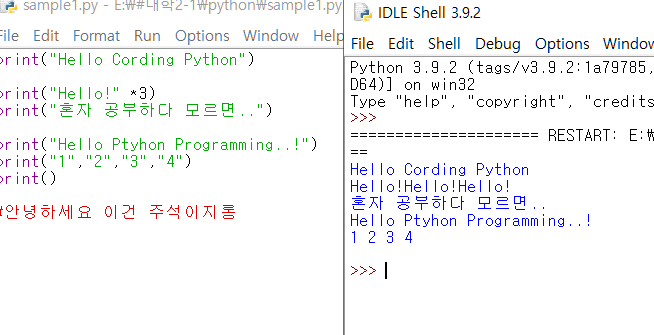 sample1.py - E:\#대학2-1\python\sample1.py
File Edit Format Run Options Window Help
print("Hello Cording Python")
print("Hello!" *3)
print("혼자 공부하다 모르면..")
print("Hello Ptyhon Programming..!")
print("1","2","3","4")
print()
#안녕하세요 이건 주석이지롱
IDLE Shell 3.9.2
File Edit Shell Debug Options Window
Python 3.9.2 (tags/v3.9.2:1a79785,
D64)] on win32
Type "help", "copyright", "credits
>>>
===================== RESTART: E:\
==
Hello Cording Python
Hello!Hello!Hello!
혼자 공부하다 모르면..
Hello Ptyhon Programming..!
1 2 3 4
>>>